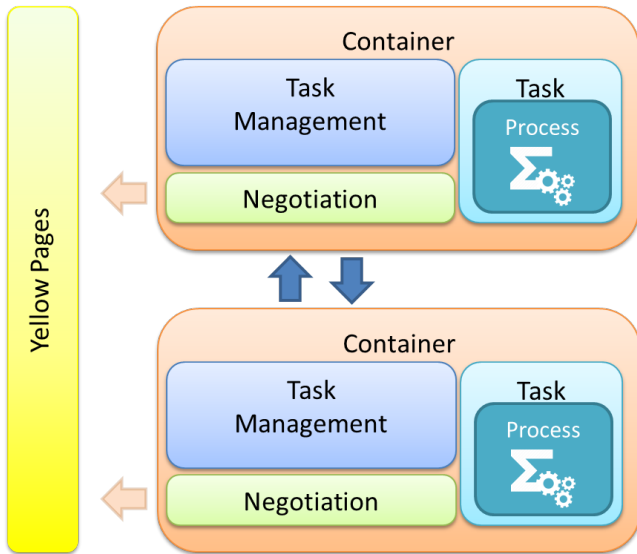 Yellow Pages
Container
Task
Management
Negotiation
Task
Process
Σ
Container
Task
Management
Negotiation
Task
Process
Σ